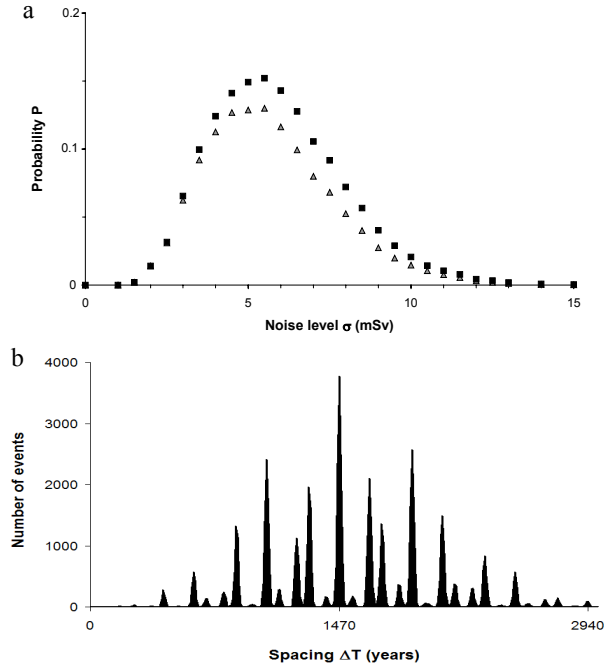 a
0.2
0.1
0
Probability P
0 5 10 15
Noise level σ (mSv)
b
4000
3000
2000
1000
0
Number of events
0 1470 2940
Spacing ΔT (years)